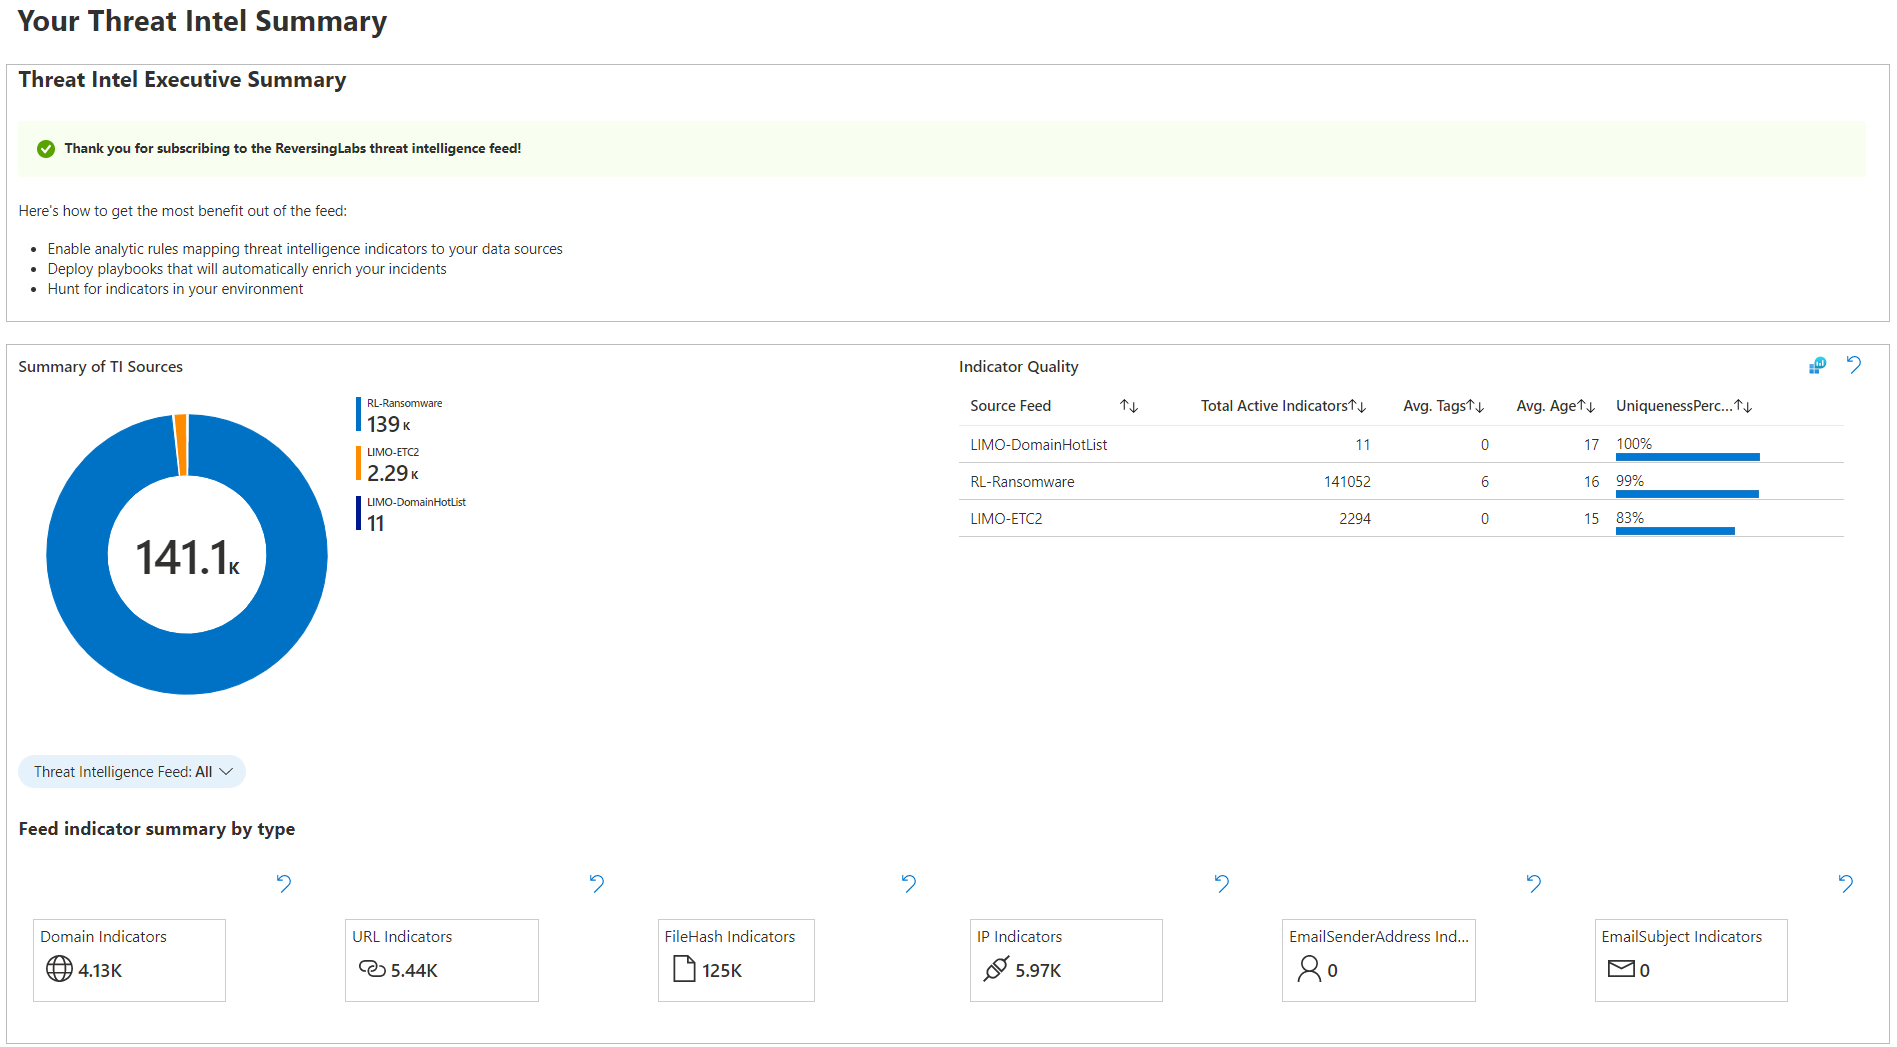 Your Threat Intel Summary
Threat Intel Executive Summary
Thank you for subscribing to the ReversingLabs threat intelligence feed!
Here's how to get the most benefit out of the feed:
Enable analytic rules mapping threat intelligence indicators to your data sources
Deploy playbooks that will automatically enrich your incidents
Hunt for indicators in your environment
Summary of TI Sources
141.1K
RL-Ransomware
139 K
LIMO-ETC2
2.29 K
LIMO-DomainHotList
11
Indicator Quality
Source Feed Total Active Indicators Avg. Tags Avg. Age UniquenessPerc...
LIMO-DomainHotList 11 0 17 100%
RL-Ransomware 141052 6 16 99%
LIMO-ETC2 2294 0 15 83%
Threat Intelligence Feed: All
Feed indicator summary by type
Domain Indicators
4.13K
URL Indicators
5.44K
FileHash Indicators
125K
IP Indicators
5.97K
EmailSenderAddress Ind...
0
EmailSubject Indicators
0